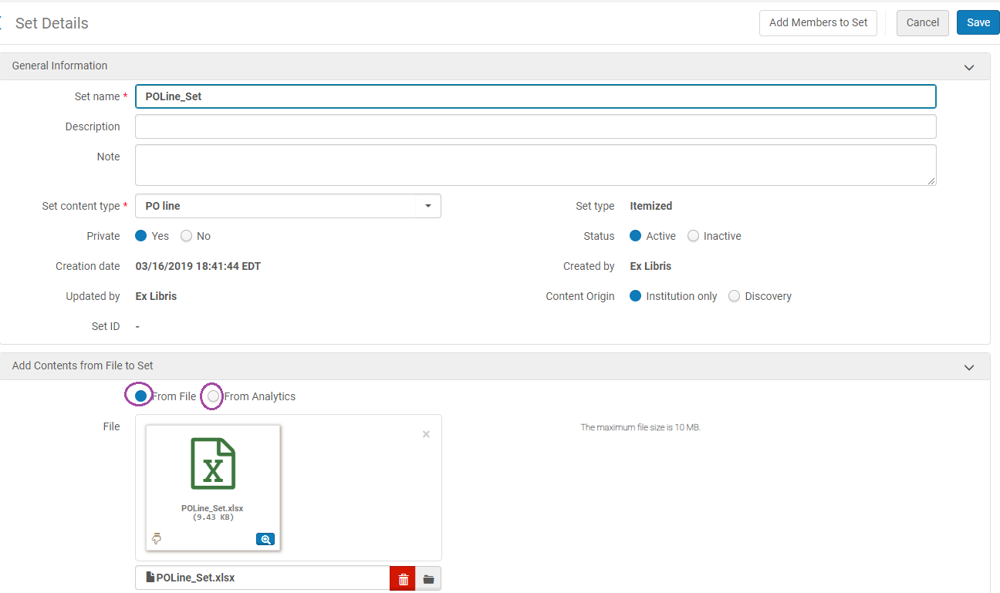 Set Details
Add Members to Set Cancel Save
General Information
Set name * POLine_Set
Description
Note
Set content type * PO line Set type Itemized
Private Yes No Status Active Inactive
Creation date 03/16/2019 18:41:44 EDT Created by Ex Libris
Updated by Ex Libris Content Origin Institution only Discovery
Set ID -
Add Contents from File to Set
From File From Analytics
File The maximum file size is 10 MB.
X
POLine_Set.xlsx
(9.43 KB)
POLine_Set.xlsx